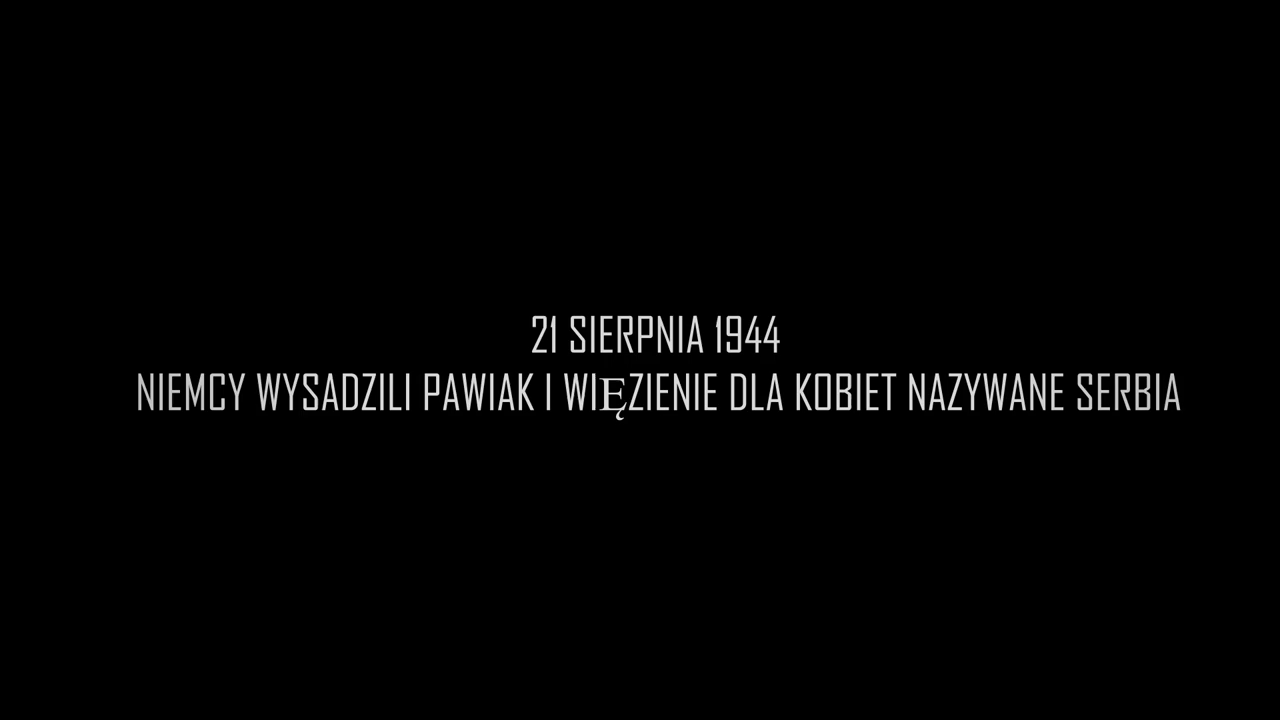 21 SIERPNIA 1944
NIEMCY WYSADZILI PAWIAK I WIĘZIENIE DLA KOBIET NAZYWANE SERBIA